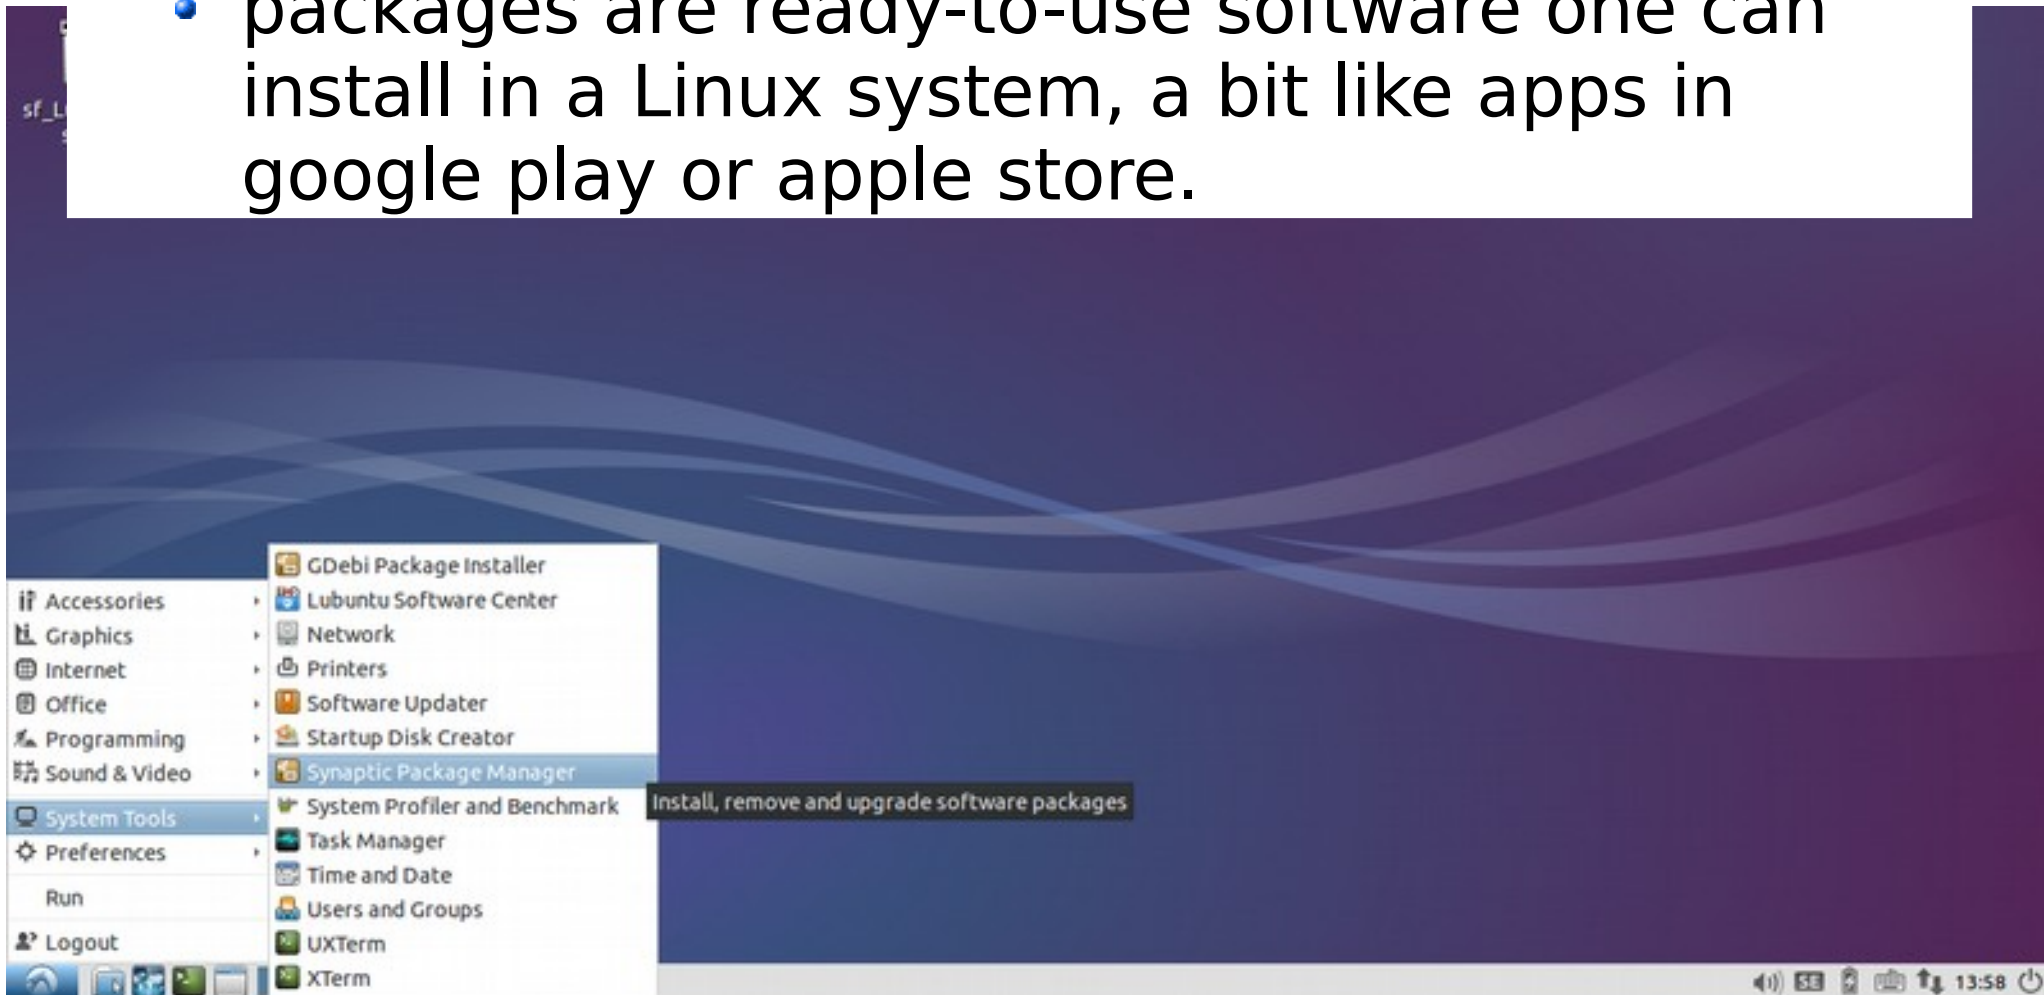 packages are ready-to-use software one can
install in a Linux system, a bit like apps in
google play or apple store.
GDebi Package Installer
Lubuntu Software Center
Network
Printers
Software Updater
Startup Disk Creator
Synaptic Package Manager
Install, remove and upgrade software packages
System Profiler and Benchmark
Task Manager
Time and Date
Users and Groups
UXTerm
XTerm
Accessories
Graphics
Internet
Office
Programming
Sound & Video
System Tools
Preferences
Run
Logout
SE
13:58